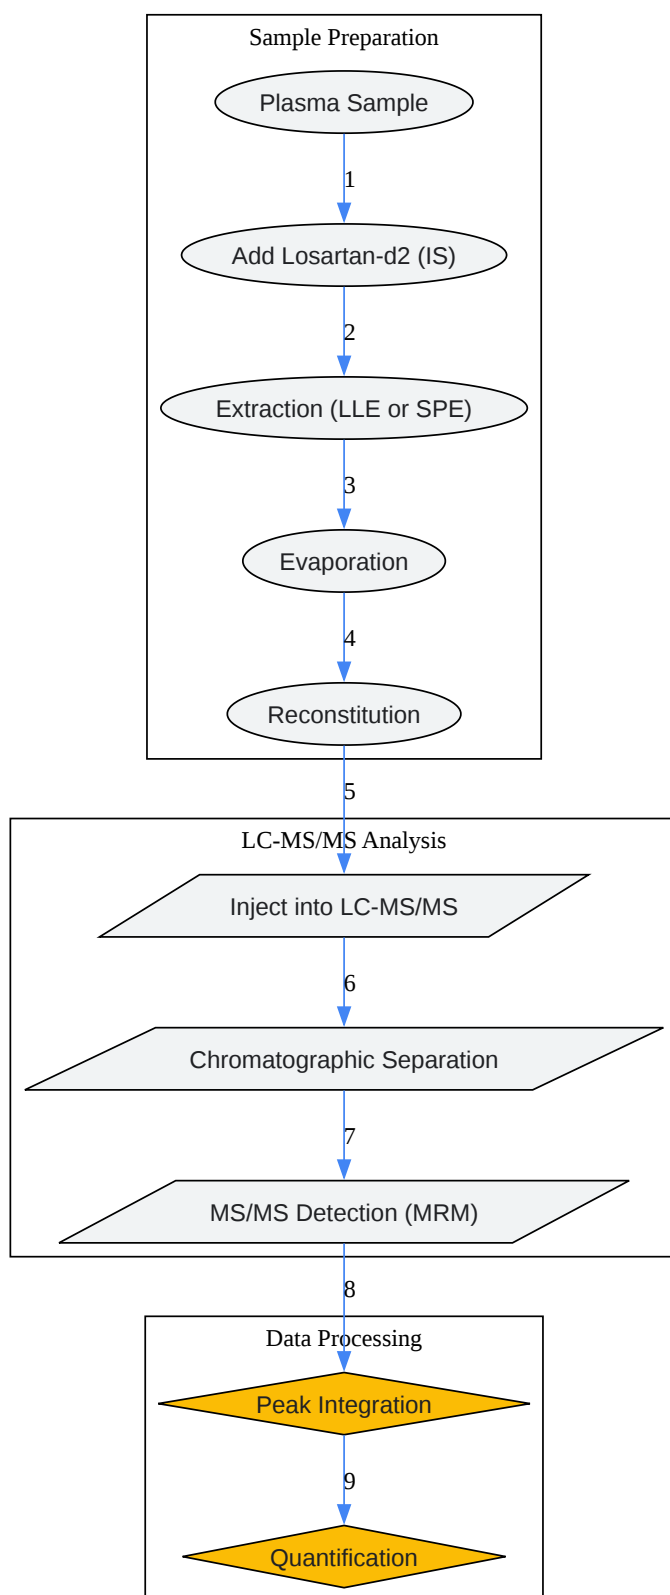 Sample Preparation
Plasma Sample
1
Add Losartan-d2 (IS)
2
Extraction (LLE or SPE)
3
Evaporation
4
Reconstitution
5
LC-MS/MS Analysis
Inject into LC-MS/MS
6
Chromatographic Separation
7
MS/MS Detection (MRM)
8
Data Processing
Peak Integration
9
Quantification